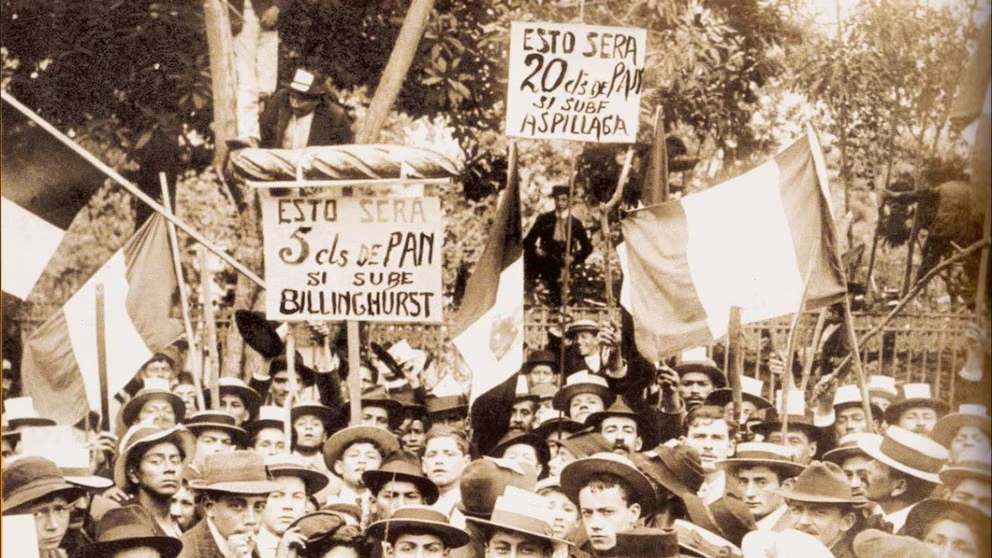 ESTO SERA
5 cts DE PAN
SI SUBE
BILLINGHURST
ESTO SERA
20 cts DE PAN
SI SUBE
ASPILLAGA